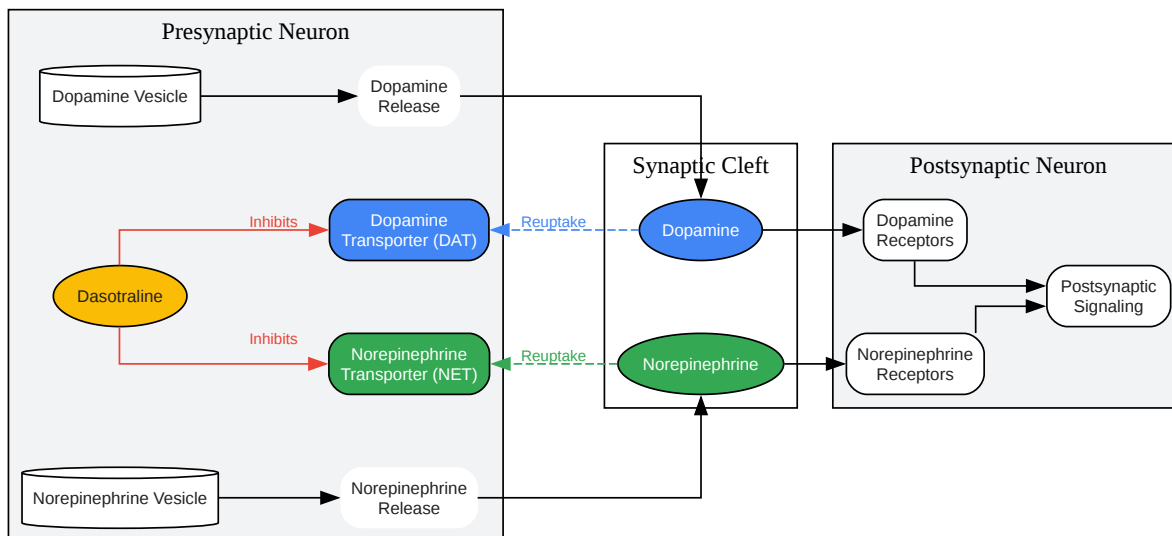 Presynaptic Neuron
Dopamine Vesicle
Dopamine
Release
Synaptic Cleft
Postsynaptic Neuron
Inhibits
Dopamine
Transporter (DAT)
Reuptake
Dopamine
Dopamine
Receptors
Dasotraline
Postsynaptic
Signaling
Inhibits
Norepinephrine
Transporter (NET)
Reuptake
Norepinephrine
Norepinephrine
Receptors
Norepinephrine Vesicle
Norepinephrine
Release